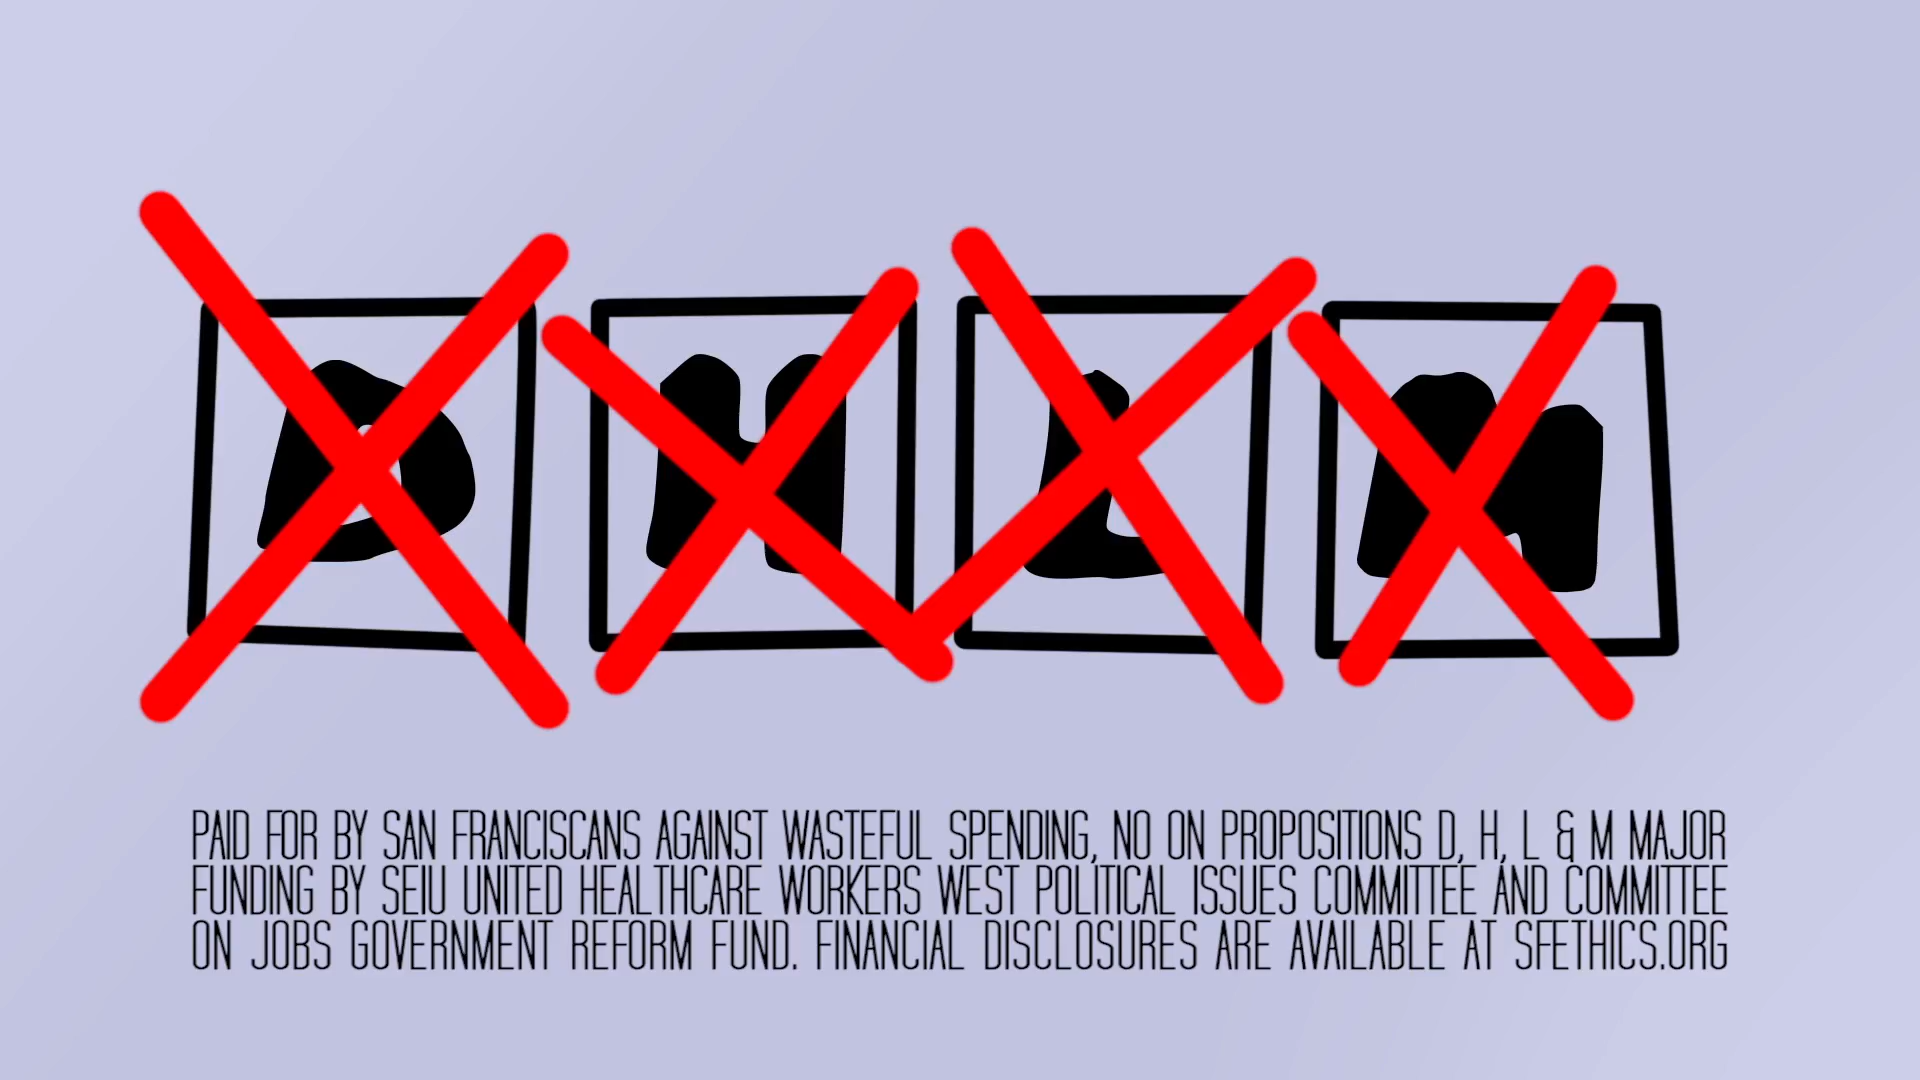 D H L M
PAID FOR BY SAN FRANCISCANS AGAINST WASTEFUL SPENDING, NO ON PROPOSITIONS D, H, L & M MAJOR
FUNDING BY SEIU UNITED HEALTHCARE WORKERS WEST POLITICAL ISSUES COMMITTEE AND COMMITTEE
ON JOBS GOVERNMENT REFORM FUND. FINANCIAL DISCLOSURES ARE AVAILABLE AT SFETHICS.ORG